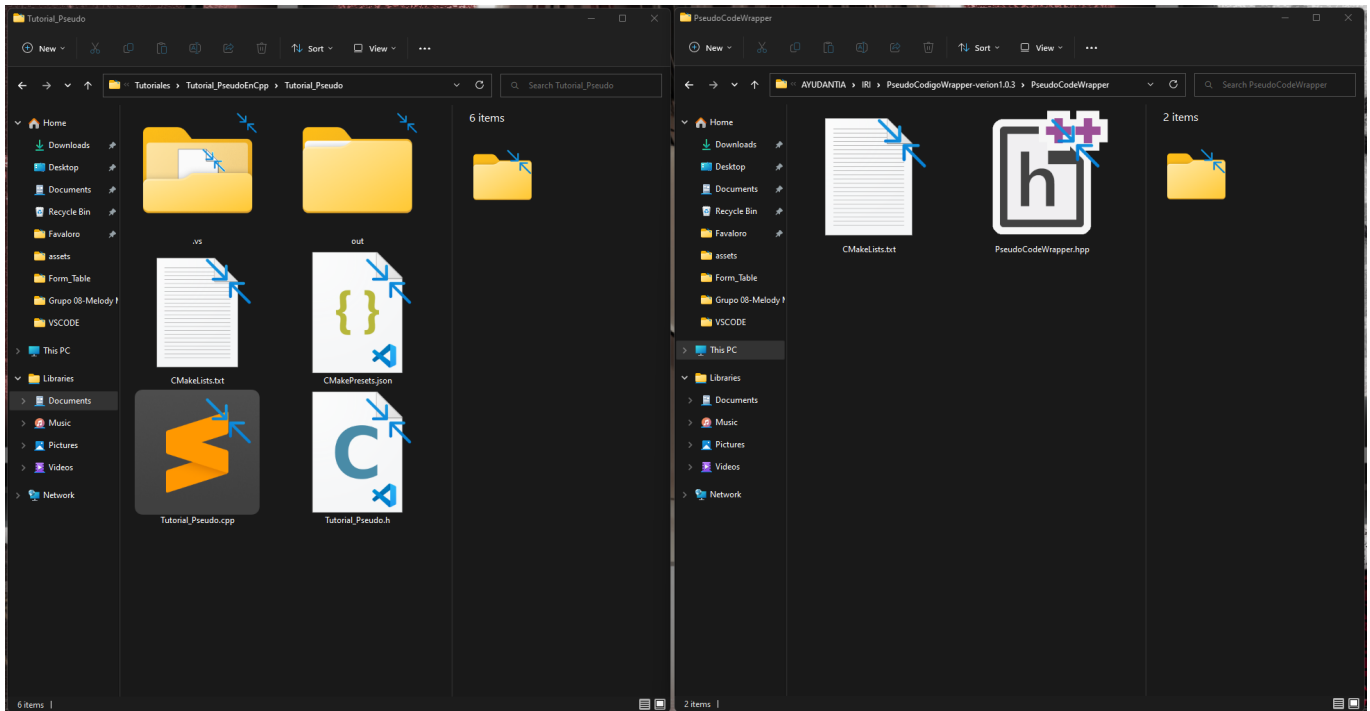 Tutorial_Pseudo
New
Sort
View
Tutoriales > Tutorial_PseudoEnCpp > Tutorial_Pseudo
Search Tutorial_Pseudo
Home
Downloads
Desktop
Documents
Recycle Bin
Favaloro
assets
Form_Table
Grupo 08-Melody M
VSCODE
This PC
Libraries
Documents
Music
Pictures
Videos
Network
.vs
out
CMakeLists.txt
CMakePresets.json
Tutorial_Pseudo.cpp
Tutorial_Pseudo.h
6 items
6 items
PseudoCodeWrapper
New
Sort
View
AYUDANTIA > IRI > PseudoCodigoWrapper-verion1.0.3 > PseudoCodeWrapper
Search PseudoCodeWrapper
Home
Downloads
Desktop
Documents
Recycle Bin
Favaloro
assets
Form_Table
Grupo 08-Melody M
VSCODE
This PC
Libraries
Documents
Music
Pictures
Videos
Network
CMakeLists.txt
h++
PseudoCodeWrapper.hpp
2 items
2 items